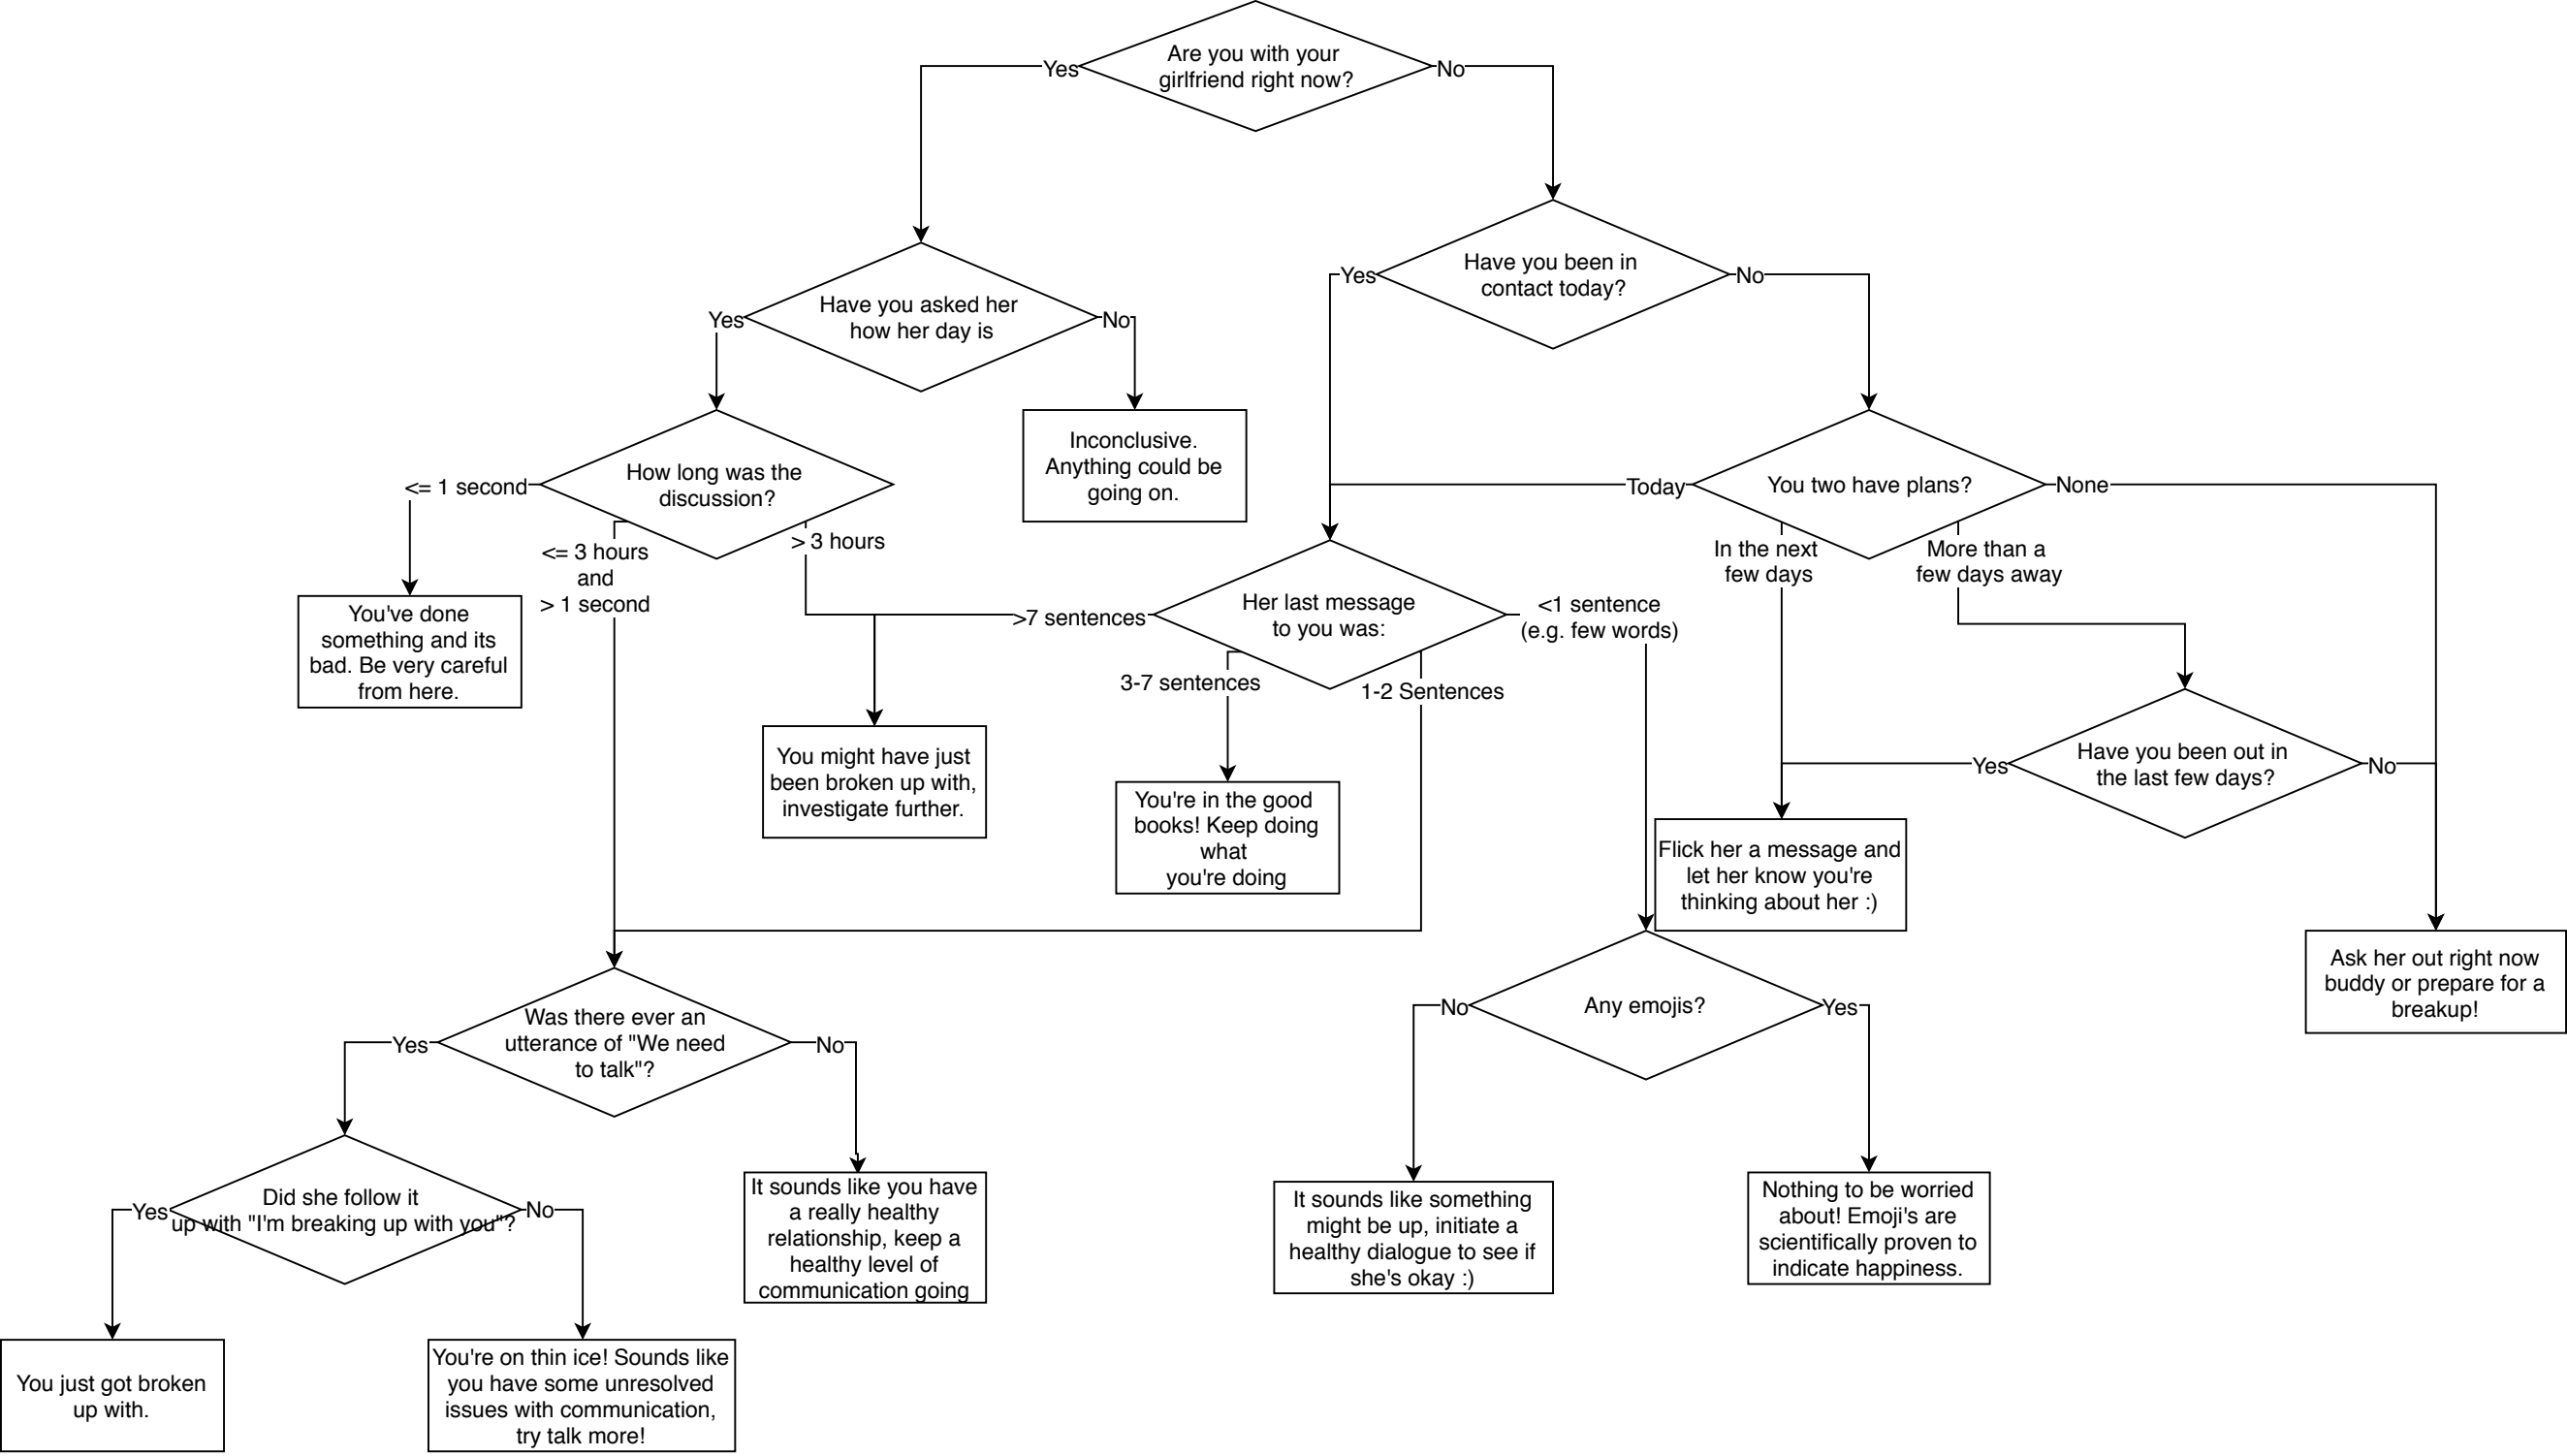 Are you with your
girlfriend right now?
Yes
No
Have you been in
contact today?
Yes
No
Have you asked her
how her day is
Yes
No
Inconclusive.
Anything could be
going on.
How long was the
discussion?
<= 1 second
<= 3 hours
and
> 1 second
> 3 hours
You two have plans?
Today
None
In the next
few days
More than a
few days away
You've done
something and its
bad. Be very careful
from here.
Her last message
to you was:
>7 sentences
<1 sentence
(e.g. few words)
3-7 sentences
1-2 Sentences
You might have just
been broken up with,
investigate further.
You're in the good
books! Keep doing
what
you're doing
Have you been out in
the last few days?
Yes
No
Flick her a message and
let her know you're
thinking about her :)
Ask her out right now
buddy or prepare for a
breakup!
Any emojis?
No
Yes
Was there ever an
utterance of "We need
to talk"?
Yes
No
Did she follow it
up with "I'm breaking up with you"?
Yes
No
It sounds like you have
a really healthy
relationship, keep a
healthy level of
communication going
It sounds like something
might be up, initiate a
healthy dialogue to see if
she's okay :)
Nothing to be worried
about! Emoji's are
scientifically proven to
indicate happiness.
You just got broken
up with.
You're on thin ice! Sounds like
you have some unresolved
issues with communication,
try talk more!